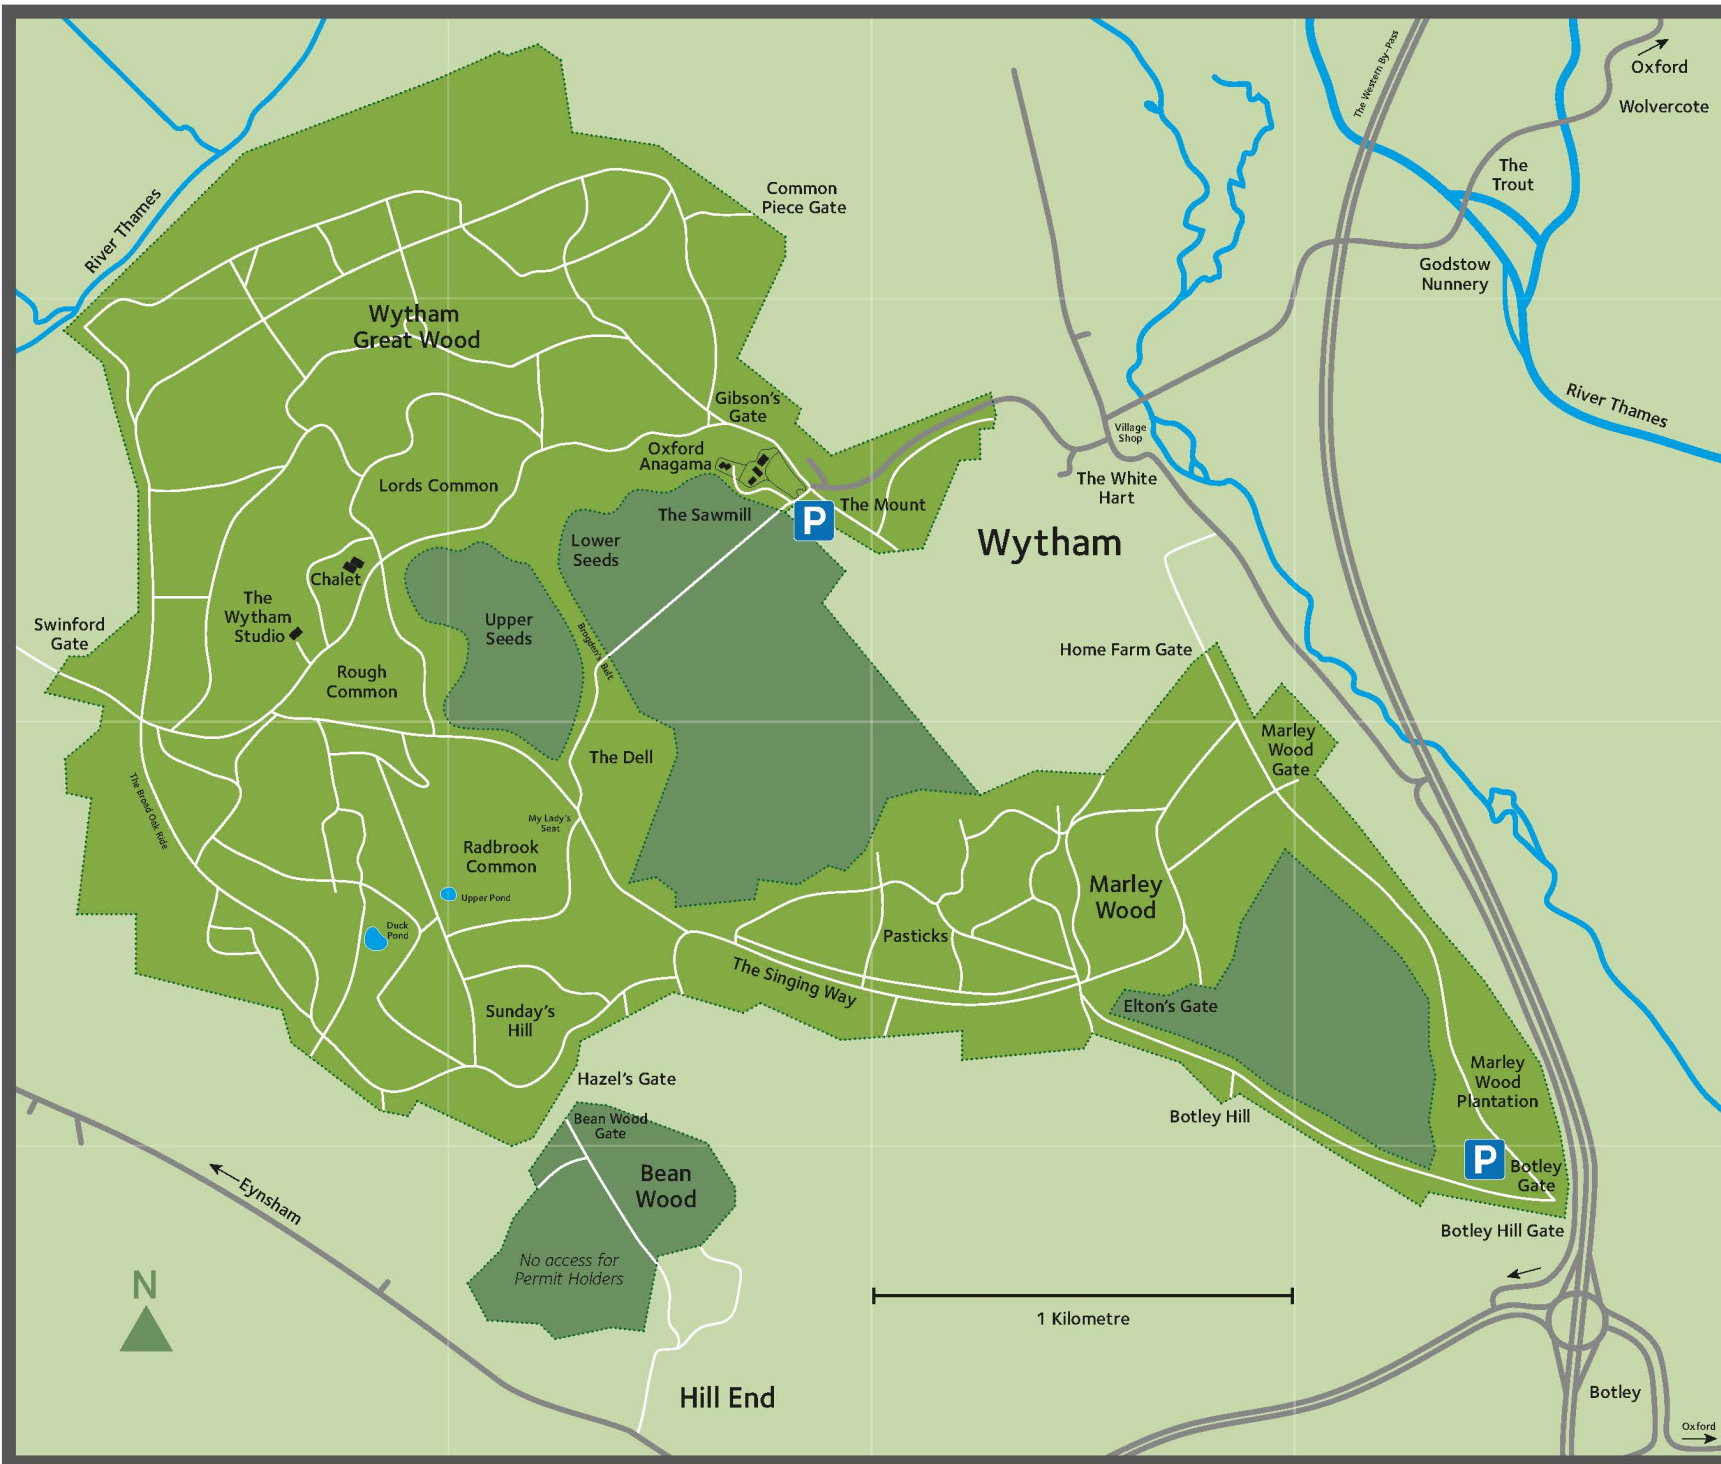 The Western By-Pass
Oxford
Wolvercote
The
Trout
Common
Piece Gate
River Thames
Godstow
Nunnery
Wytham
Great Wood
River Thames
Gibson's
Gate
Village
Shop
Oxford
Anagama
Lords Common
The White
Hart
The Mount
The Sawmill
P
Wytham
Lower
Seeds
Chalet
The
Wytham
Studio
Upper
Seeds
Swinford
Gate
Brogden's Belt
Home Farm Gate
Rough
Common
Marley
Wood
Gate
The Dell
The Broad Oak Ride
My Lady's
Seat
Radbrook
Common
Marley
Wood
Upper Pond
Duck
Pond
Pasticks
The Singing Way
Elton's Gate
Sunday's
Hill
Marley
Wood
Plantation
Hazel's Gate
Botley Hill
Bean Wood
Gate
P
Botley
Gate
Bean
Wood
Eynsham
Botley Hill Gate
No access for
Permit Holders
N
1 Kilometre
Hill End
Botley
Oxford